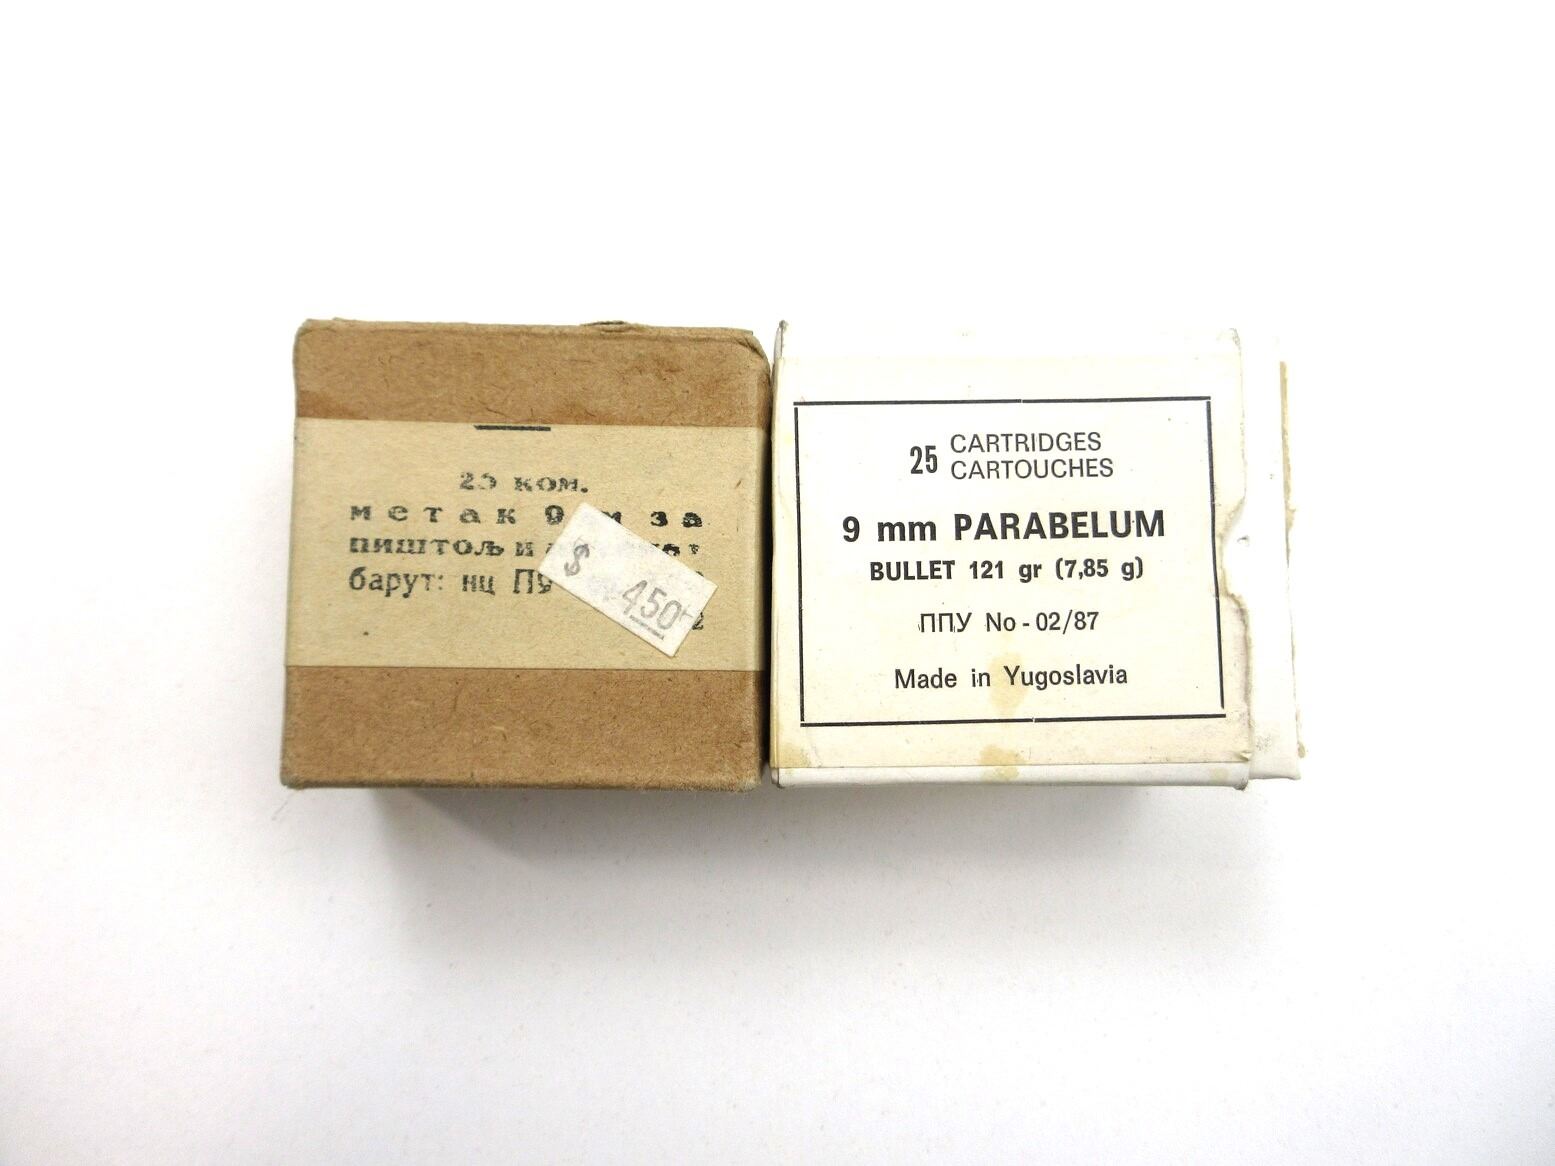 25 ком.
метак 9 за
пиштољ и
барут: нц
$ 450
25 CARTRIDGES
CARTOUCHES
9 mm PARABELUM
BULLET 121 gr (7,85 g)
ППУ No - 02/87
Made in Yugoslavia